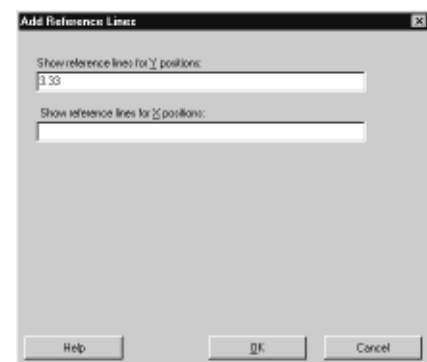 Add Reference Lines
Show reference lines for Y positions:
3.33
Show reference lines for X positions:
Help
OK
Cancel